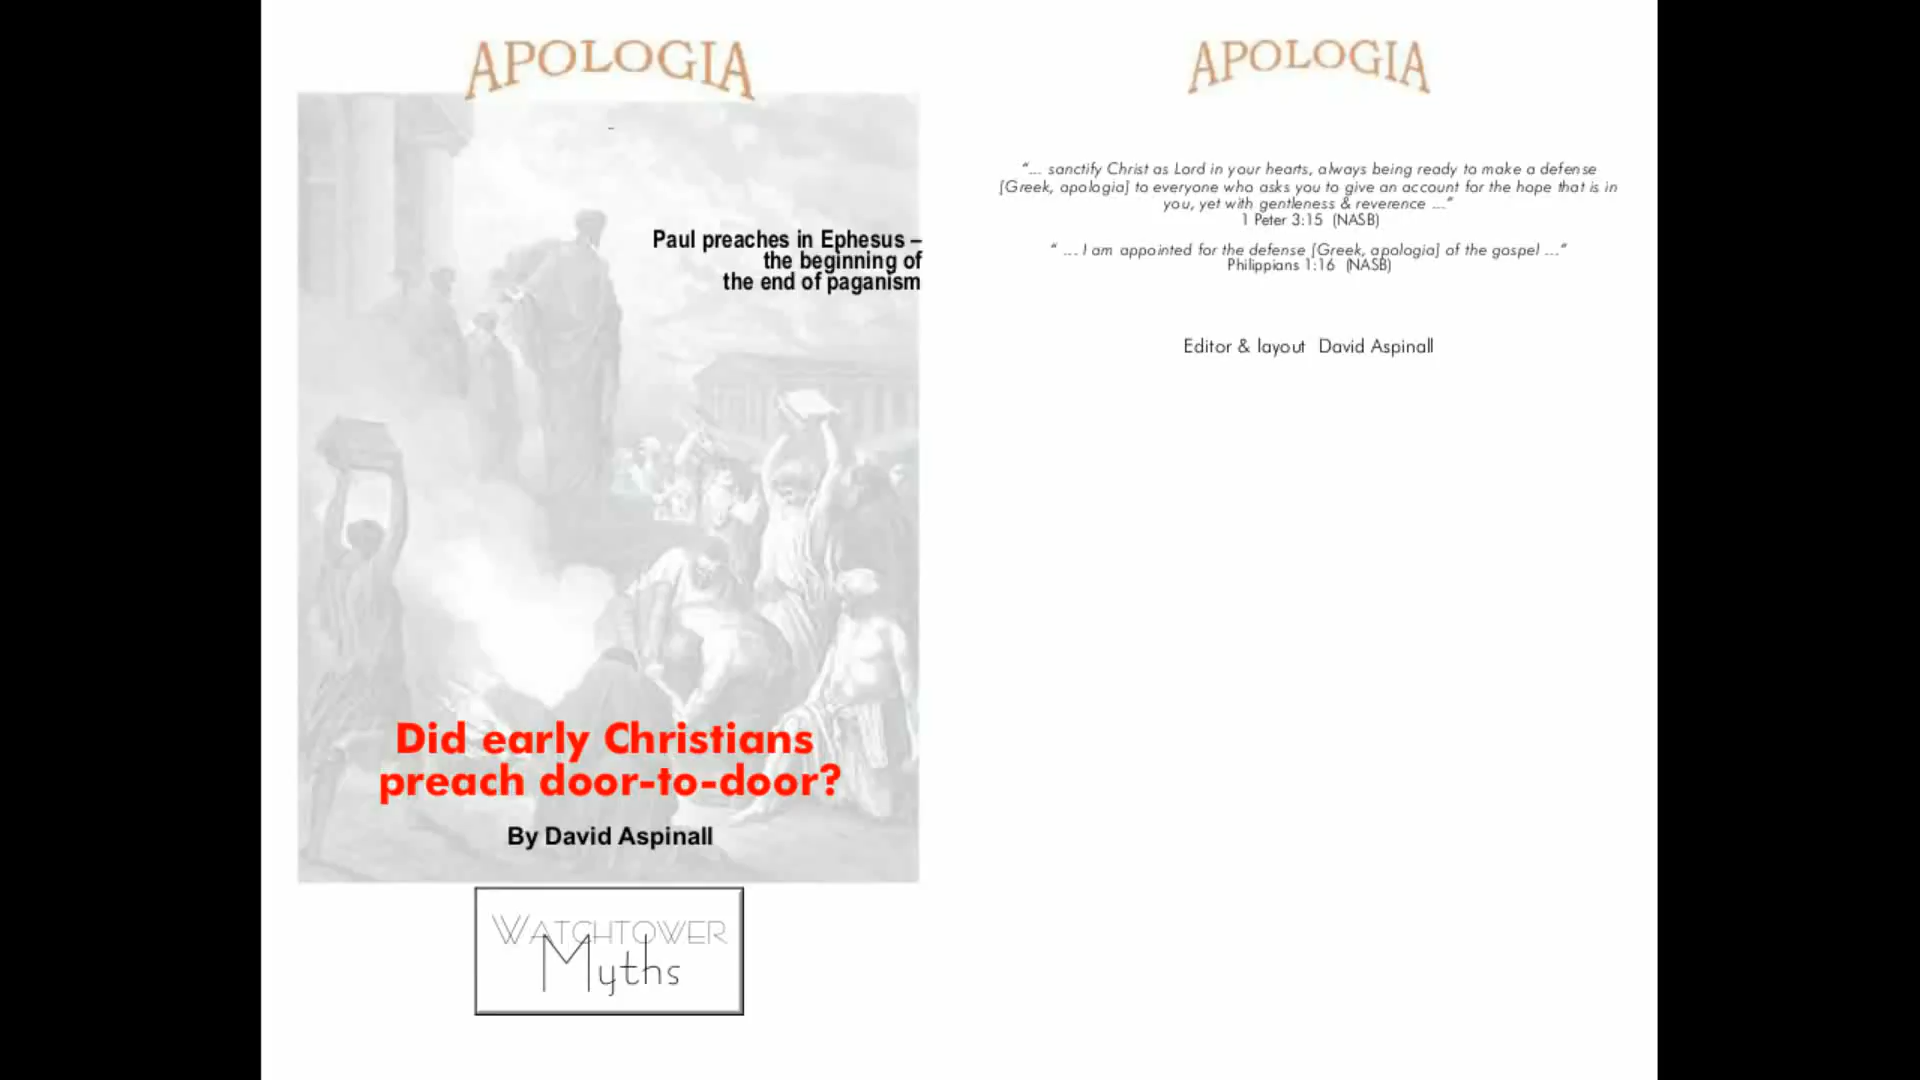 APOLOGIA
Paul preaches in Ephesus –
the beginning of
the end of paganism
Did early Christians
preach door-to-door?
By David Aspinall
WATCHTOWER
Myths
APOLOGIA
“... sanctify Christ as Lord in your hearts, always being ready to make a defense
[Greek, apologia] to everyone who asks you to give an account for the hope that is in
you, yet with gentleness & reverence ...”
1 Peter 3:15 (NASB)
“ ... I am appointed for the defense [Greek, apologia] of the gospel ...”
Philippians 1:16 (NASB)
Editor & layout David Aspinall